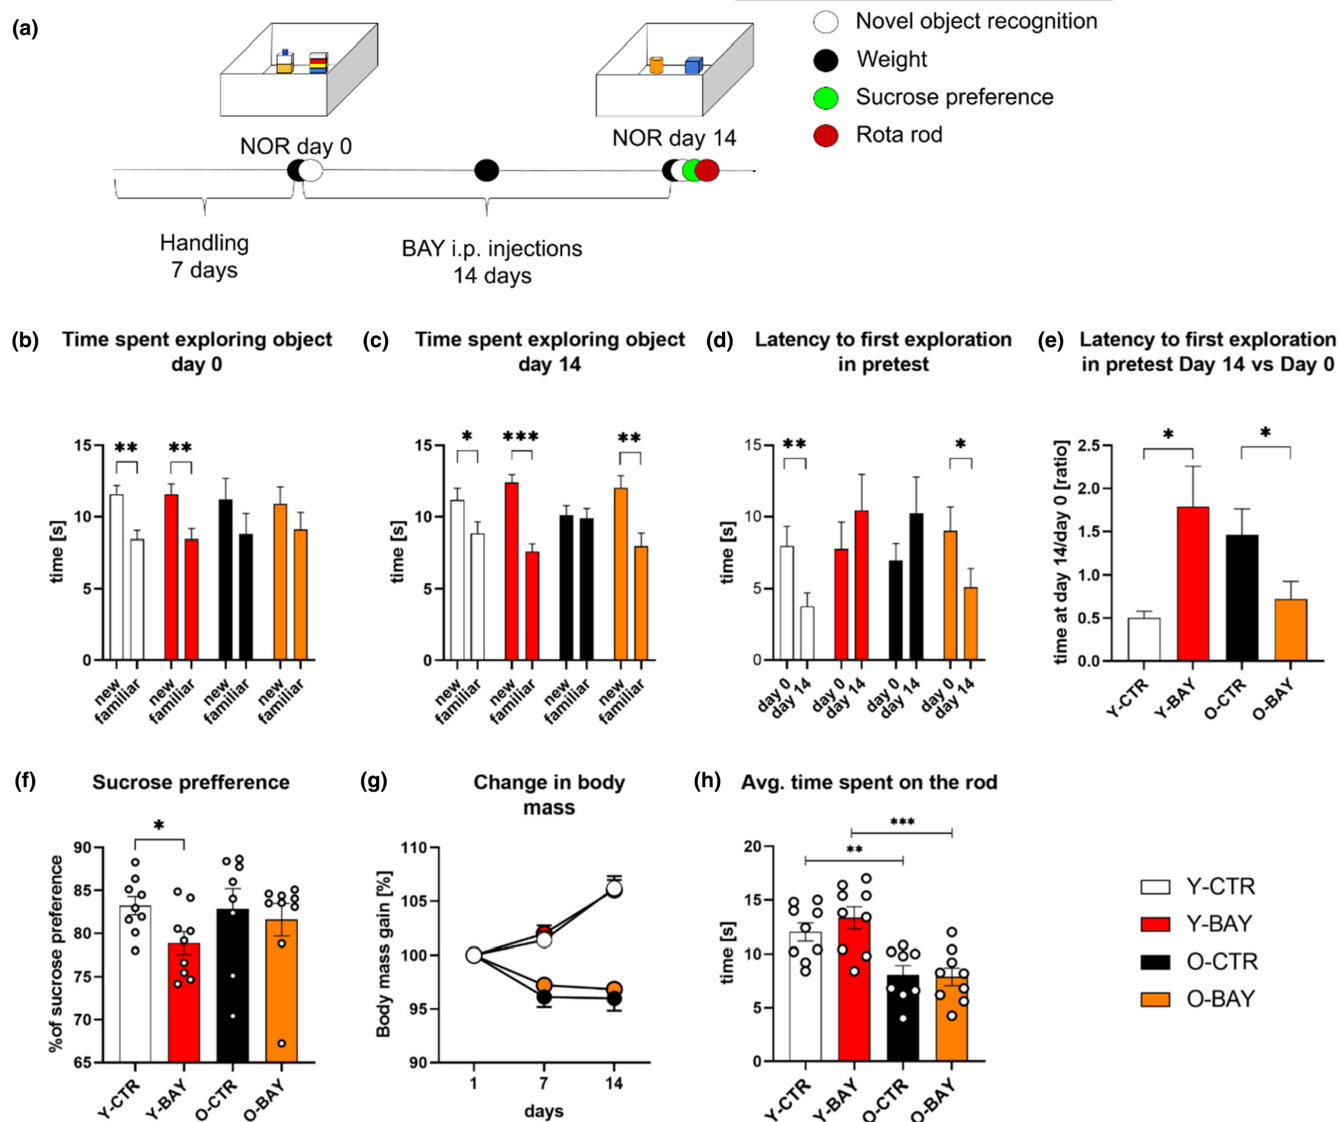 (a)
Novel object recognition
Weight
Sucrose preference
Rota rod
NOR day 0
NOR day 14
Handling
7 days
BAY i.p. injections
14 days
(b)
Time spent exploring object
day 0
time [s]
15
10
5
0
** **
new
familiar
new
familiar
new
familiar
new
familiar
(c)
Time spent exploring object
day 14
time [s]
15
10
5
0
* *** **
new
familiar
new
familiar
new
familiar
new
familiar
(d)
Latency to first exploration
in pretest
time [s]
15
10
5
0
** *
day 0
day 14
day 0
day 14
day 0
day 14
day 0
day 14
(e)
Latency to first exploration
in pretest Day 14 vs Day 0
time at day 14/day 0 [ratio]
2.5
2.0
1.5
1.0
0.5
0.0
* *
Y-CTR
Y-BAY
O-CTR
O-BAY
(f)
Sucrose prefference
%of sucrose preference
90
85
80
75
70
65
*
Y-CTR
Y-BAY
O-CTR
O-BAY
(g)
Change in body
mass
Body mass gain [%]
110
105
100
95
90
1 7 14
days
(h)
Avg. time spent on the rod
time [s]
20
15
10
5
0
***
**
Y-CTR
Y-BAY
O-CTR
O-BAY
Y-CTR
Y-BAY
O-CTR
O-BAY